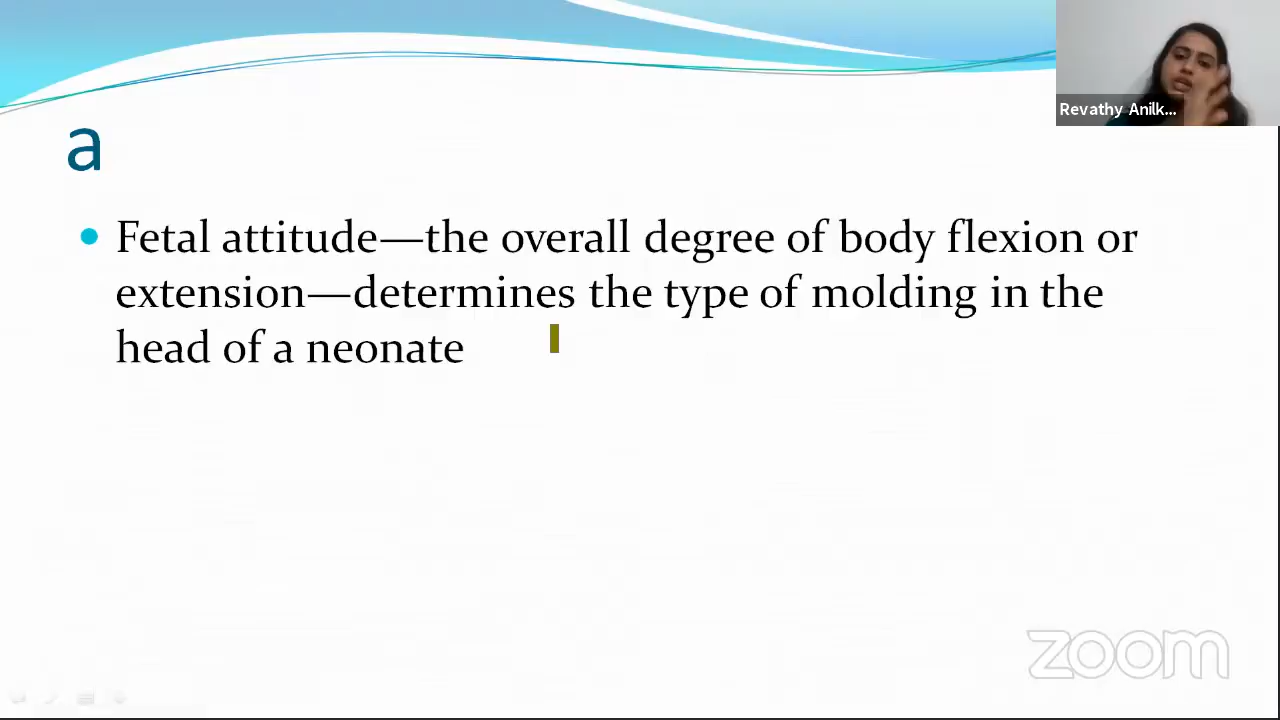 Revathy Anilk...
a
Fetal attitude—the overall degree of body flexion or
extension—determines the type of molding in the
head of a neonate
zoom